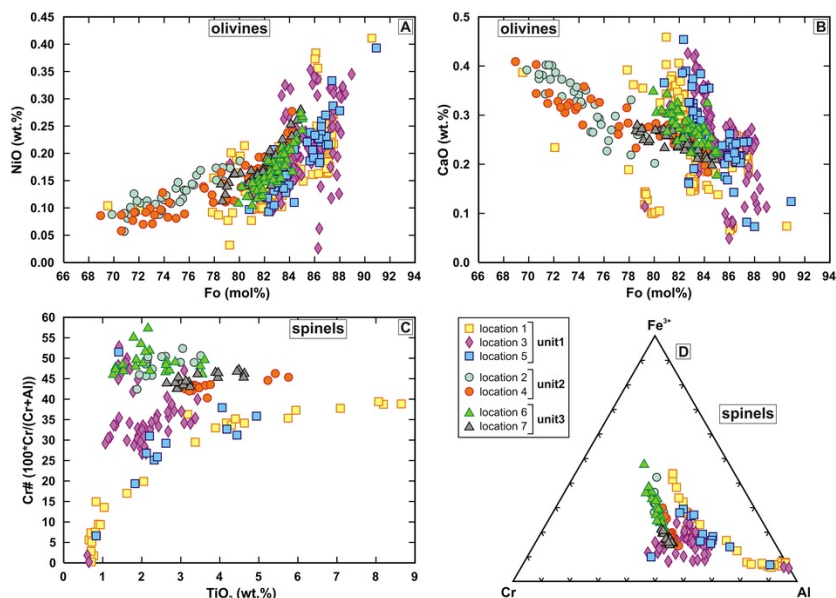 olivines
A
NiO (wt.%)
0.45
0.40
0.35
0.30
0.25
0.20
0.15
0.10
0.05
0.00
66 68 70 72 74 76 78 80 82 84 86 88 90 92 94
Fo (mol%)
olivines
B
CaO (wt.%)
0.5
0.4
0.3
0.2
0.1
0.0
66 68 70 72 74 76 78 80 82 84 86 88 90 92 94
Fo (mol%)
spinels
C
Cr# (100*Cr/(Cr+Al)
60
55
50
45
40
35
30
25
20
15
10
5
0
0 1 2 3 4 5 6 7 8 9
TiO₂ (wt.%)
location 1
location 3 unit1
location 5
location 2 unit2
location 4
location 6 unit3
location 7
Fe³⁺
D
spinels
Cr Al